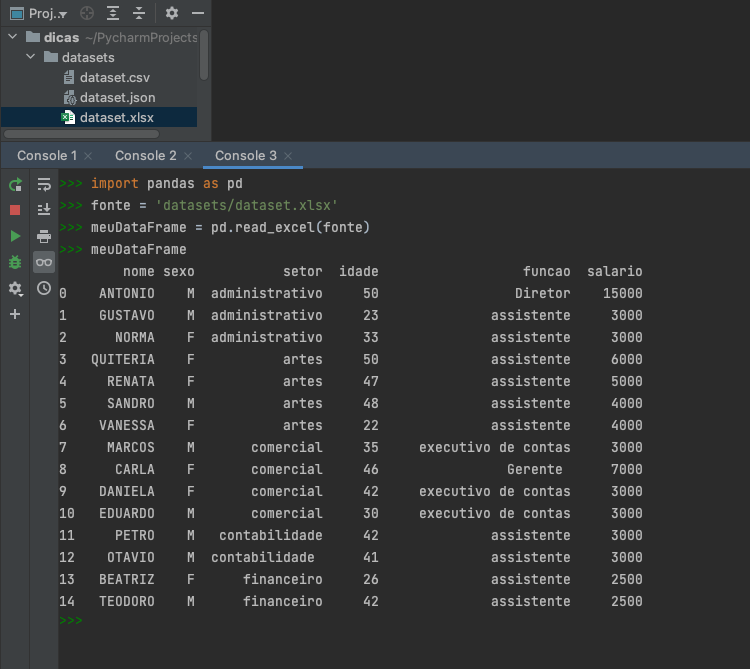 Proj..
dicas ~/PycharmProjects
datasets
dataset.csv
dataset.json
dataset.xlsx
Console 1 Console 2 Console 3
>>> import pandas as pd
>>> fonte = 'datasets/dataset.xlsx'
>>> meuDataFrame = pd.read_excel(fonte)
>>> meuDataFrame
nome sexo setor idade funcao salario
0 ANTONIO M administrativo 50 Diretor 15000
1 GUSTAVO M administrativo 23 assistente 3000
2 NORMA F administrativo 33 assistente 3000
3 QUITERIA F artes 50 assistente 6000
4 RENATA F artes 47 assistente 5000
5 SANDRO M artes 48 assistente 4000
6 VANESSA F artes 22 assistente 4000
7 MARCOS M comercial 35 executivo de contas 3000
8 CARLA F comercial 46 Gerente 7000
9 DANIELA F comercial 42 executivo de contas 3000
10 EDUARDO M comercial 30 executivo de contas 3000
11 PETRO M contabilidade 42 assistente 3000
12 OTAVIO M contabilidade 41 assistente 3000
13 BEATRIZ F financeiro 26 assistente 2500
14 TEODORO M financeiro 42 assistente 2500
>>>